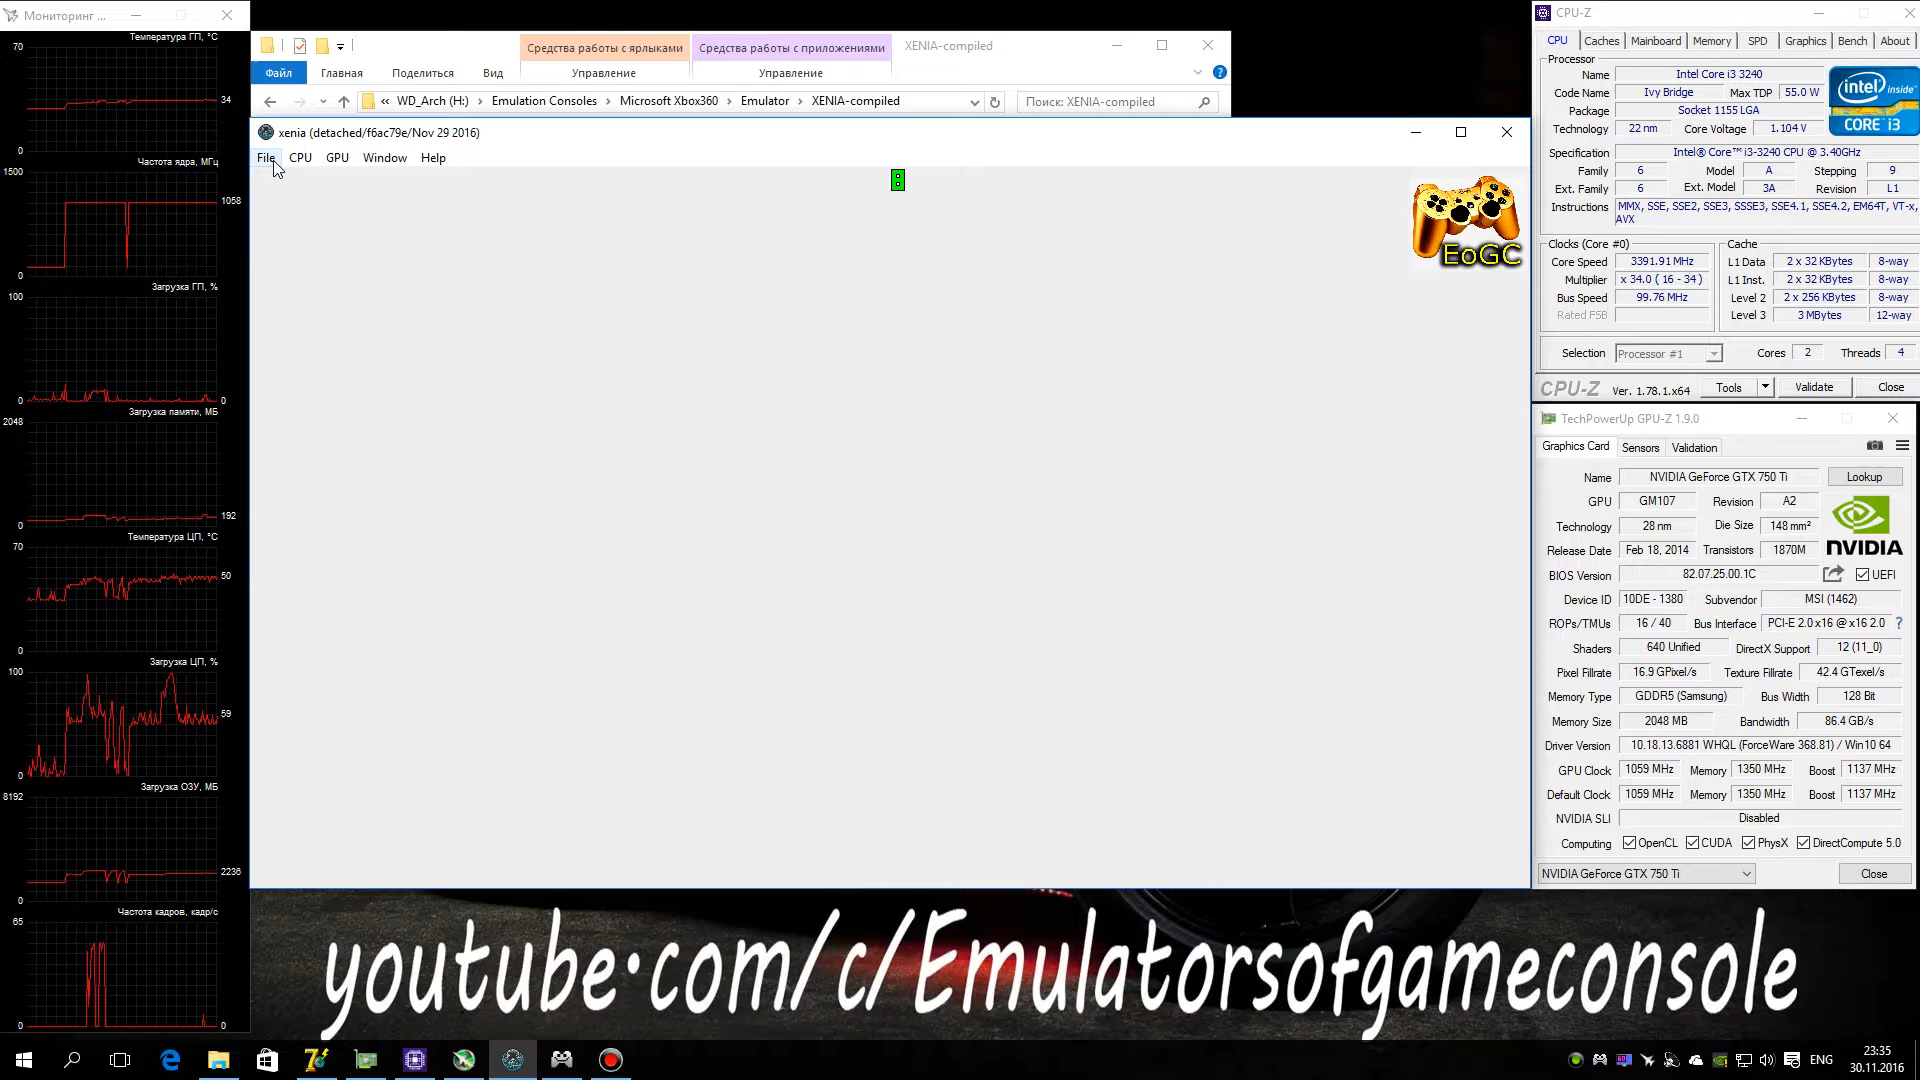 Мониторинг ...
Температура ГП, °C
70
34
0
Частота ядра, МГц
1500
1058
0
Загрузка ГП, %
100
0
0
Загрузка памяти, МБ
2048
192
0
Температура ЦП, °C
70
50
0
Загрузка ЦП, %
100
59
0
Загрузка ОЗУ, МБ
8192
2238
0
Частота кадров, кадр/с
65
0
0
Средства работы с ярлыками
Средства работы с приложениями
XENIA-compiled
Файл
Главная
Поделиться
Вид
Управление
Управление
« WD_Arch (H:) > Emulation Consoles > Microsoft Xbox360 > Emulator > XENIA-compiled
Поиск: XENIA-compiled
xenia (detached/f6ac79e/Nov 29 2016)
File CPU GPU Window Help
EoGC
CPU-Z
CPU Caches Mainboard Memory SPD Graphics Bench About
Processor
Name Intel Core i3 3240
Code Name Ivy Bridge Max TDP 55.0 W
Package Socket 1155 LGA
Technology 22 nm Core Voltage 1.104 V
intel inside™
CORE i3
Specification Intel® Core™ i3-3240 CPU @ 3.40GHz
Family 6 Model A Stepping 9
Ext. Family 6 Ext. Model 3A Revision L1
Instructions MMX, SSE, SSE2, SSE3, SSSE3, SSE4.1, SSE4.2, EM64T, VT-x,
AVX
Clocks (Core #0)
Core Speed 3391.91 MHz
Multiplier x 34.0 ( 16 - 34 )
Bus Speed 99.76 MHz
Rated FSB
Cache
L1 Data 2 x 32 KBytes 8-way
L1 Inst. 2 x 32 KBytes 8-way
Level 2 2 x 256 KBytes 8-way
Level 3 3 MBytes 12-way
Selection Processor #1 Cores 2 Threads 4
CPU-Z Ver. 1.78.1.x64 Tools Validate Close
TechPowerUp GPU-Z 1.9.0
Graphics Card Sensors Validation
Name NVIDIA GeForce GTX 750 Ti Lookup
GPU GM107 Revision A2
Technology 28 nm Die Size 148 mm²
Release Date Feb 18, 2014 Transistors 1870M
NVIDIA
BIOS Version 82.07.25.00.1C UEFI
Device ID 10DE - 1380 Subvendor MSI (1462)
ROPs/TMUs 16 / 40 Bus Interface PCI-E 2.0 x16 @ x16 2.0 ?
Shaders 640 Unified DirectX Support 12 (11_0)
Pixel Fillrate 16.9 GPixel/s Texture Fillrate 42.4 GTexel/s
Memory Type GDDR5 (Samsung) Bus Width 128 Bit
Memory Size 2048 MB Bandwidth 86.4 GB/s
Driver Version 10.18.13.6881 WHQL (ForceWare 368.81) / Win10 64
GPU Clock 1059 MHz Memory 1350 MHz Boost 1137 MHz
Default Clock 1059 MHz Memory 1350 MHz Boost 1137 MHz
NVIDIA SLI Disabled
Computing OpenCL CUDA PhysX DirectCompute 5.0
NVIDIA GeForce GTX 750 Ti Close
youtube.com/c/Emulatorsofgameconsole
ENG
23:35
30.11.2016